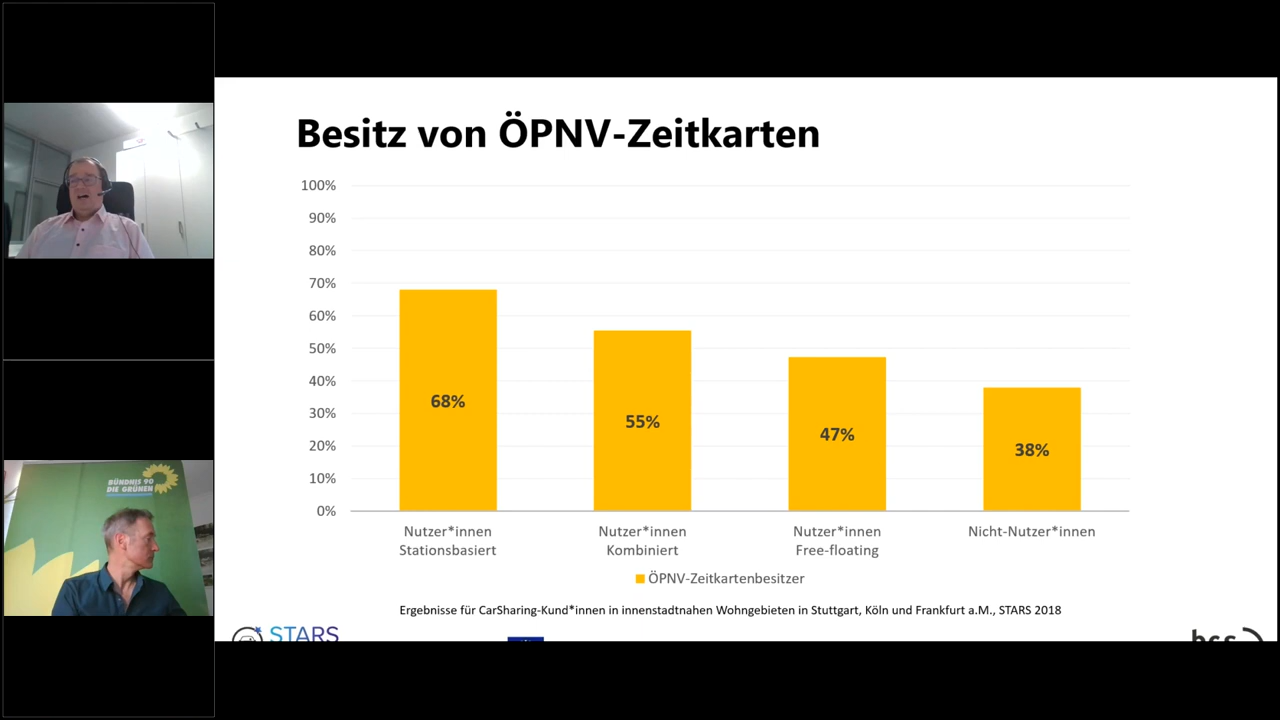 Besitz von ÖPNV-Zeitkarten
100%
90%
80%
70%
60%
50%
40%
30%
20%
10%
0%
68%
55%
47%
38%
Nutzer*innen
Stationsbasiert
Nutzer*innen
Kombiniert
Nutzer*innen
Free-floating
Nicht-Nutzer*innen
ÖPNV-Zeitkartenbesitzer
Ergebnisse für CarSharing-Kund*innen in innenstadtnahen Wohngebieten in Stuttgart, Köln und Frankfurt a.M., STARS 2018
STARS
bcs
BÜNDNIS 90
DIE GRÜNEN